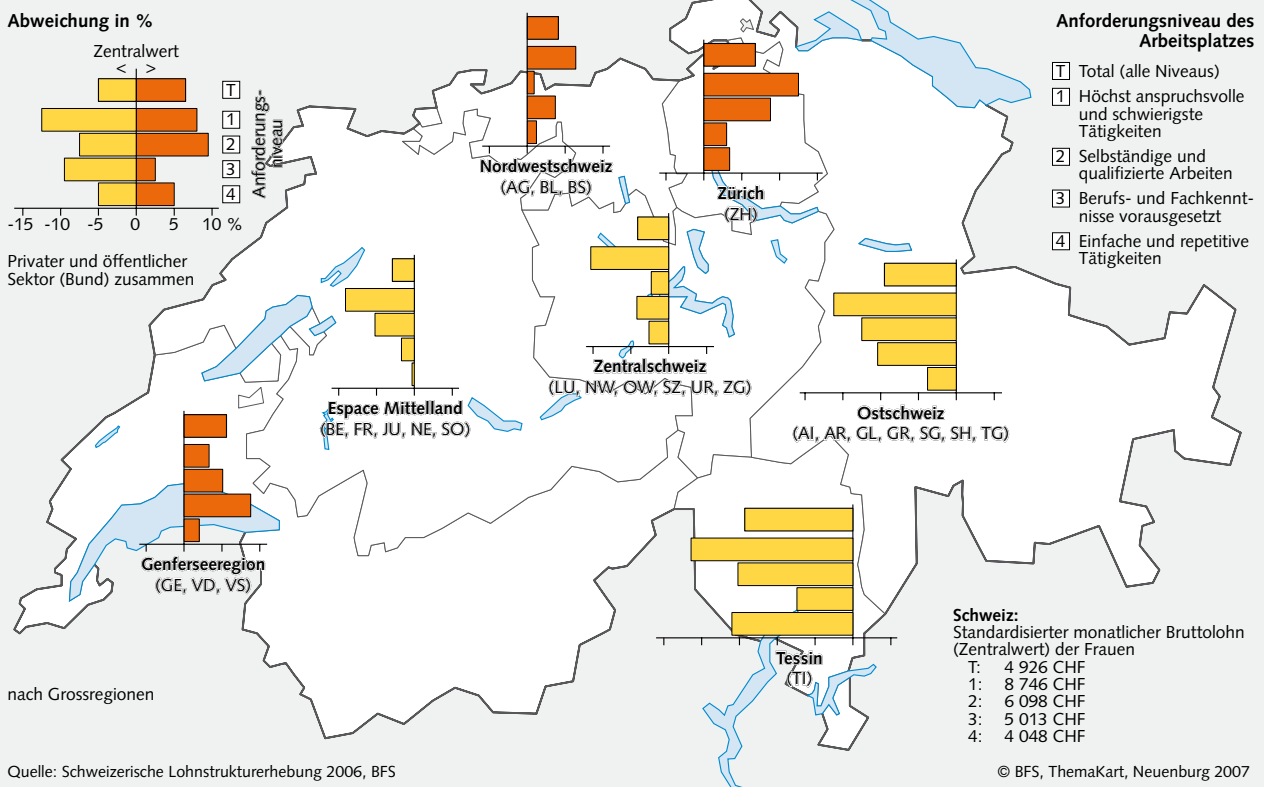 Abweichung in %
Zentralwert
< >
T
1
2
3
4
Anforderungs-
niveau
-15 -10 -5 0 5 10 %
Privater und öffentlicher
Sektor (Bund) zusammen
Anforderungsniveau des
Arbeitsplatzes
T Total (alle Niveaus)
1 Höchst anspruchsvolle
und schwierigste
Tätigkeiten
2 Selbständige und
qualifizierte Arbeiten
3 Berufs- und Fachkennt-
nisse vorausgesetzt
4 Einfache und repetitive
Tätigkeiten
Nordwestschweiz
(AG, BL, BS)
Zürich
(ZH)
Zentralschweiz
(LU, NW, OW, SZ, UR, ZG)
Espace Mittelland
(BE, FR, JU, NE, SO)
Ostschweiz
(AI, AR, GL, GR, SG, SH, TG)
Genferseeregion
(GE, VD, VS)
Tessin
(TI)
Schweiz:
Standardisierter monatlicher Bruttolohn
(Zentralwert) der Frauen
T: 4 926 CHF
1: 8 746 CHF
2: 6 098 CHF
3: 5 013 CHF
4: 4 048 CHF
nach Grossregionen
Quelle: Schweizerische Lohnstrukturerhebung 2006, BFS
© BFS, ThemaKart, Neuenburg 2007